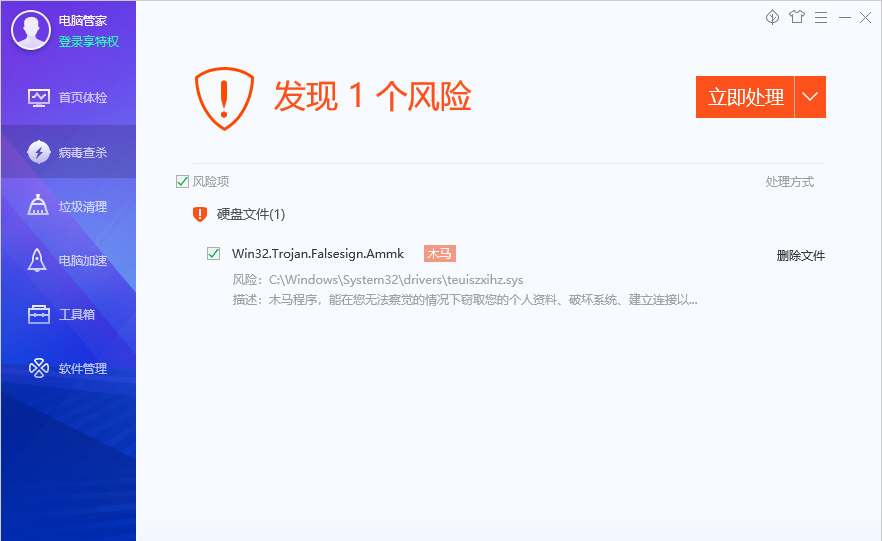 电脑管家
登录享特权
首页体检
病毒查杀
垃圾清理
电脑加速
工具箱
软件管理
发现 1 个风险
立即处理
风险项 处理方式
硬盘文件(1)
Win32.Trojan.Falsesign.Ammk 木马 删除文件
风险：C:\Windows\System32\drivers\teuiszxihz.sys
描述：木马程序，能在您无法察觉的情况下窃取您的个人资料、破坏系统、建立连接以...